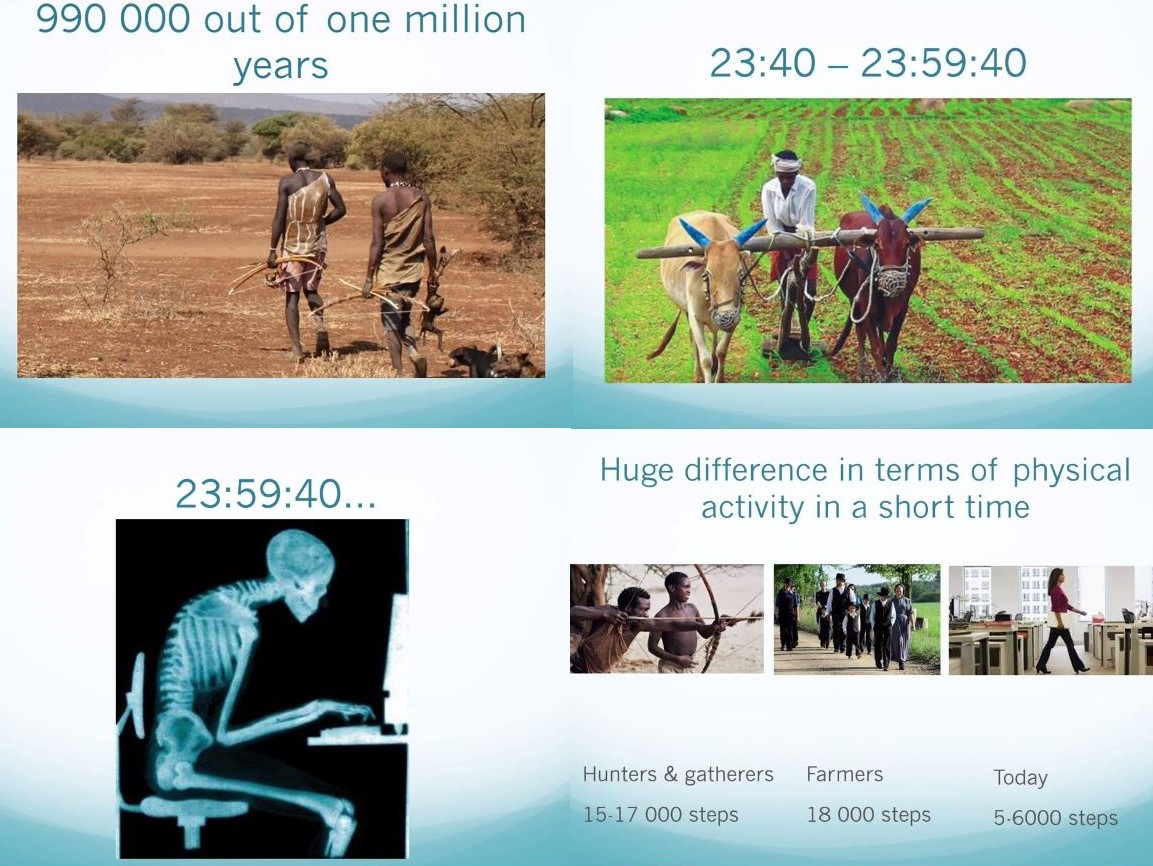 990 000 out of one million
years
23:40 – 23:59:40
23:59:40...
Huge difference in terms of physical
activity in a short time
Hunters & gatherers
15-17 000 steps
Farmers
18 000 steps
Today
5-6000 steps